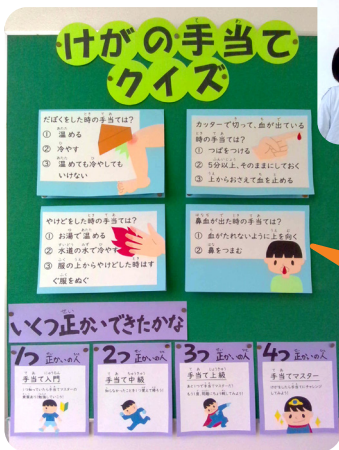 けがの手当て
クイズ
だぼくをした時の手当ては?
① 温める
② 冷やす
③ 温めても冷やしても
いけない
カッターで切って、血が出ている
時の手当ては?
① つばをつける
② 5分以上、そのままにしておく
③ 上からおさえて血を止める
やけどをした時の手当ては?
① お湯で温める
② 水道の水で冷やす
③ 服の上からやけどした時はす
ぐ服をぬぐ
鼻血が出た時の手当ては?
① 血がたれないように上を向く
② 鼻をつまむ
いくつ正かいできたかな
1つ 正かいの人
手当て入門
2つ 正かいの人
手当て中級
3つ 正かいの人
手当て上級
4つ 正かいの人
手当てマスター